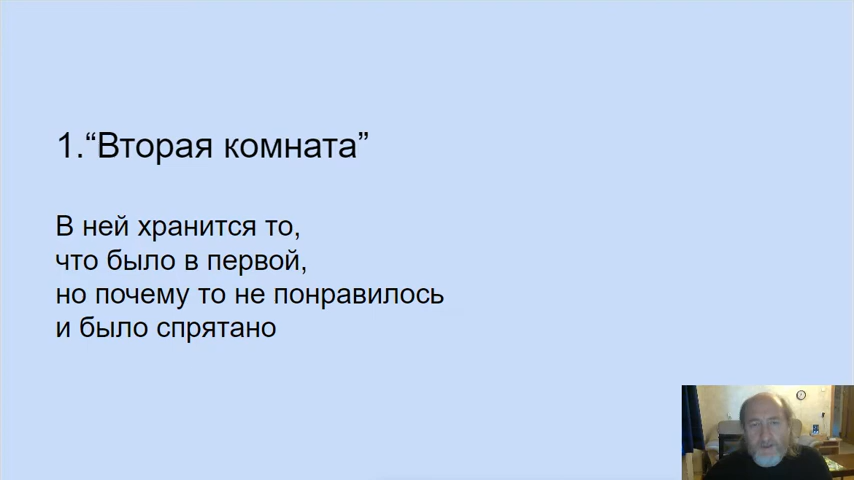 1.“Вторая комната”
В ней хранится то,
что было в первой,
но почему то не понравилось
и было спрятано